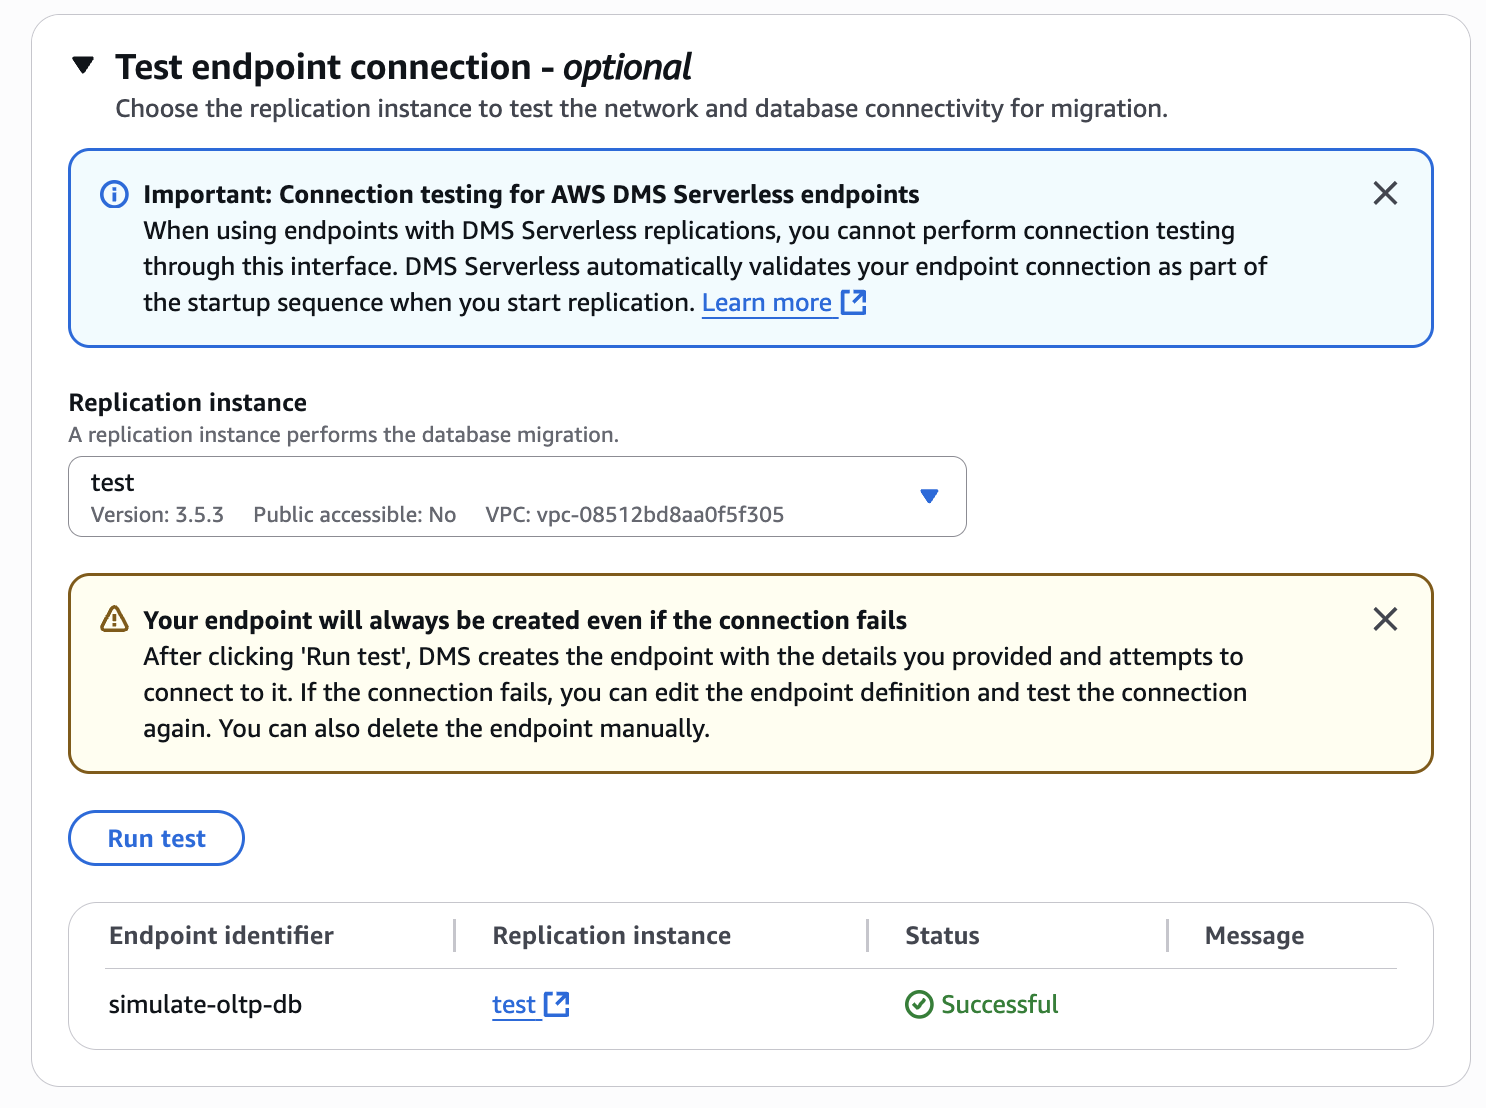 Test endpoint connection - optional
Choose the replication instance to test the network and database connectivity for migration.
Important: Connection testing for AWS DMS Serverless endpoints
When using endpoints with DMS Serverless replications, you cannot perform connection testing
through this interface. DMS Serverless automatically validates your endpoint connection as part of
the startup sequence when you start replication. Learn more
Replication instance
A replication instance performs the database migration.
test
Version: 3.5.3 Public accessible: No VPC: vpc-08512bd8aa0f5f305
Your endpoint will always be created even if the connection fails
After clicking 'Run test', DMS creates the endpoint with the details you provided and attempts to
connect to it. If the connection fails, you can edit the endpoint definition and test the connection
again. You can also delete the endpoint manually.
Run test
Endpoint identifier Replication instance Status Message
simulate-oltp-db test Successful